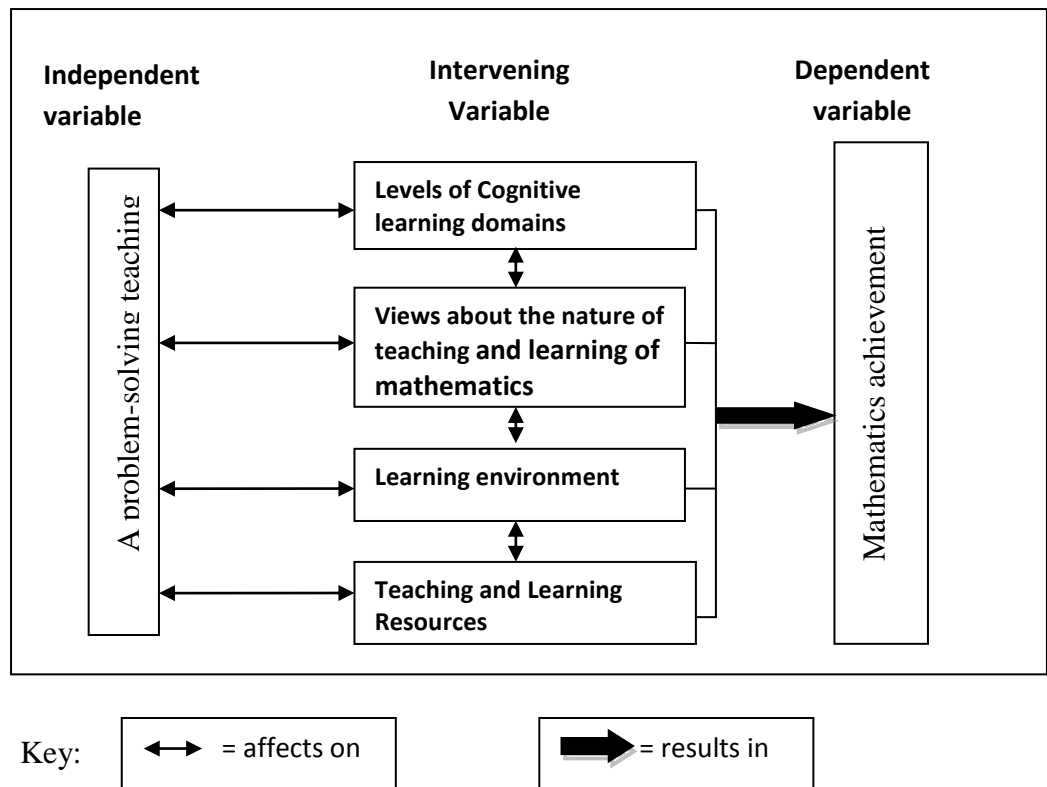 Independent
variable
Intervening
Variable
Dependent
variable
A problem-solving teaching
Levels of Cognitive
learning domains
Views about the nature of
teaching and learning of
mathematics
Learning environment
Teaching and Learning
Resources
Mathematics achievement
Key:
= affects on
= results in